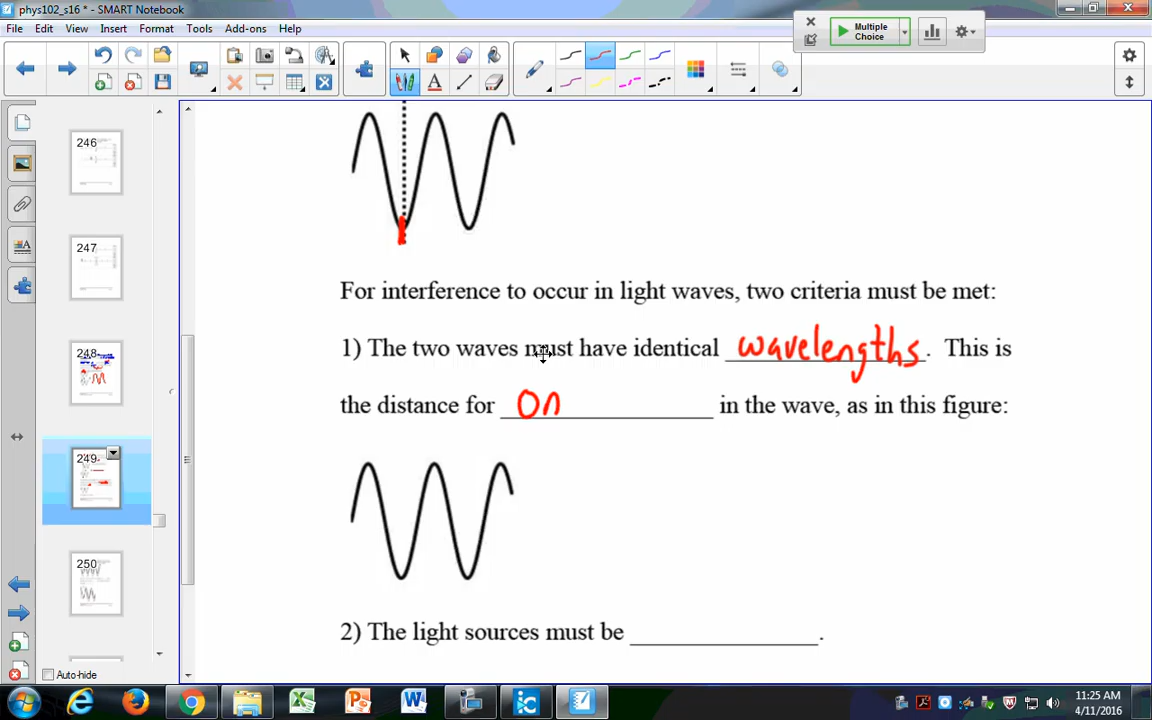 phys102_s16 * - SMART Notebook
File Edit View Insert Format Tools Add-ons Help
Multiple Choice
246
247
248
249
250
For interference to occur in light waves, two criteria must be met:
1) The two waves must have identical wavelengths. This is
the distance for On in the wave, as in this figure:
2) The light sources must be ____________.
Auto-hide
11:25 AM
4/11/2016